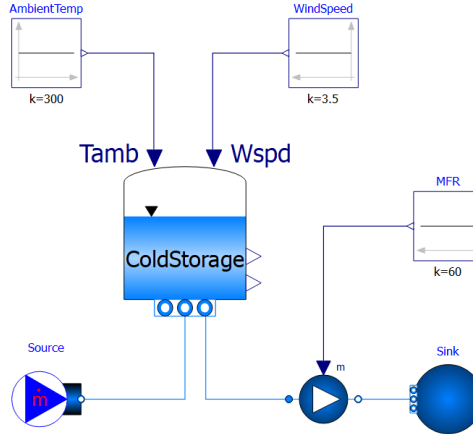 AmbientTemp
WindSpeed
k=300
k=3.5
Tamb
Wspd
MFR
ColdStorage
k=60
Source
m
Sink
ṁ